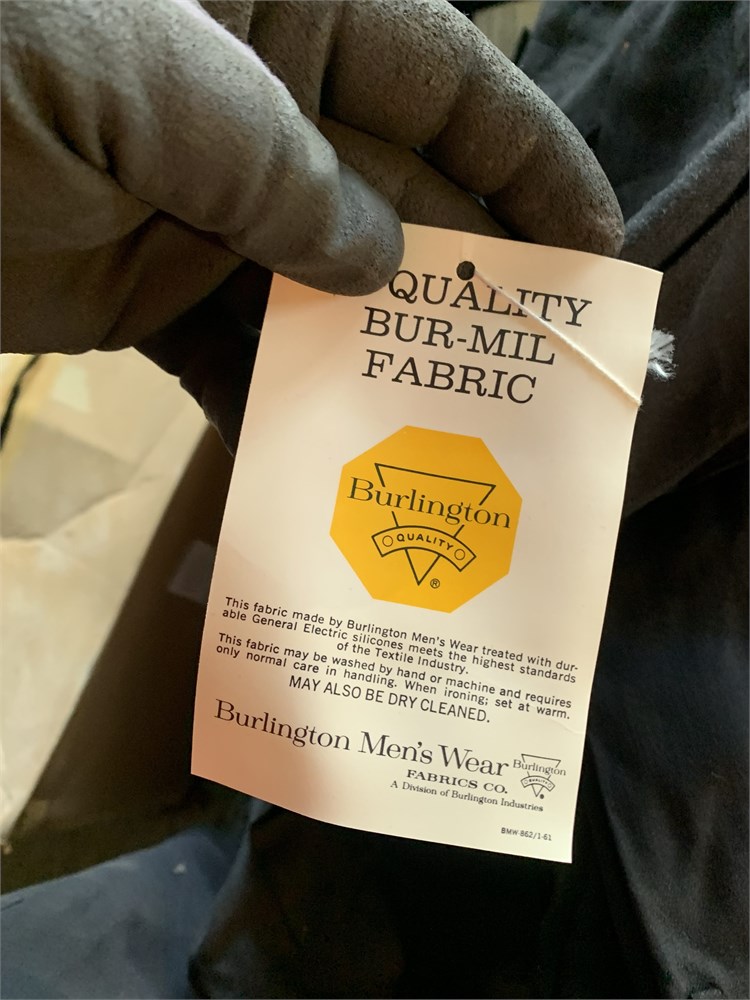 QUALITY
BUR-MIL
FABRIC
Burlington
QUALITY
®
This fabric made by Burlington Men's Wear treated with dur-
able General Electric silicones meets the highest standards
of the Textile Industry.
This fabric may be washed by hand or machine and requires
only normal care in handling. When ironing; set at warm.
MAY ALSO BE DRY CLEANED.
Burlington Men's Wear
FABRICS CO.
A Division of Burlington Industries
Burlington
QUALITY
BMW 862/1-61